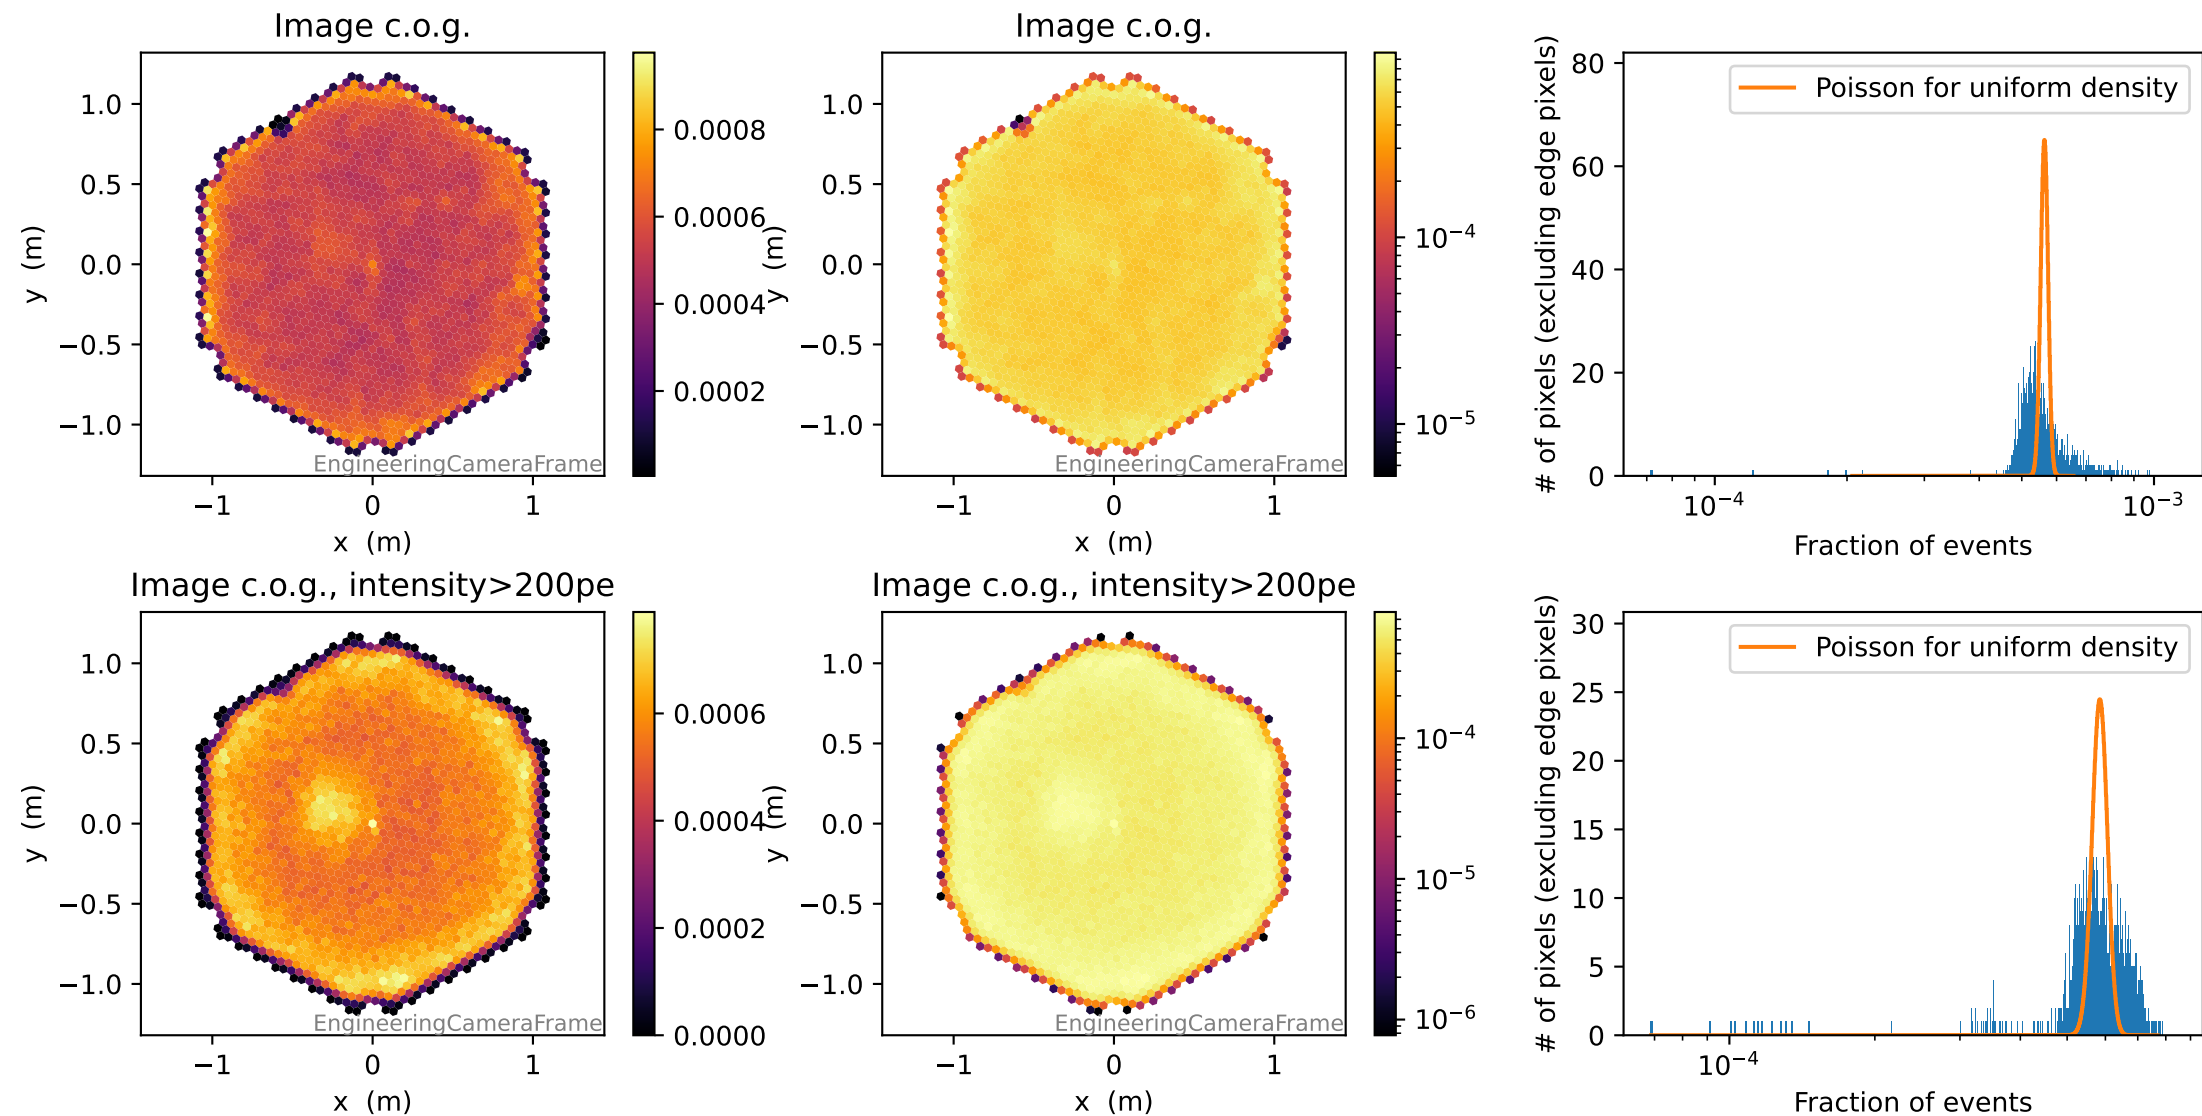 Image c.o.g.
1.0
0.5
0.0
−0.5
−1.0
y (m)
−1
0
1
x (m)
EngineeringCameraFrame
0.0008
0.0006
0.0004
0.0002
Image c.o.g.
1.0
0.5
0.0
−0.5
−1.0
y (m)
−1
0
1
x (m)
EngineeringCameraFrame
10−4
10−5
80
60
40
20
0
# of pixels (excluding edge pixels)
Poisson for uniform density
10−4
10−3
Fraction of events
Image c.o.g., intensity>200pe
1.0
0.5
0.0
−0.5
−1.0
y (m)
−1
0
1
x (m)
EngineeringCameraFrame
0.0006
0.0004
0.0002
0.0000
Image c.o.g., intensity>200pe
1.0
0.5
0.0
−0.5
−1.0
y (m)
−1
0
1
x (m)
EngineeringCameraFrame
10−4
10−5
10−6
30
25
20
15
10
5
0
# of pixels (excluding edge pixels)
Poisson for uniform density
10−4
Fraction of events